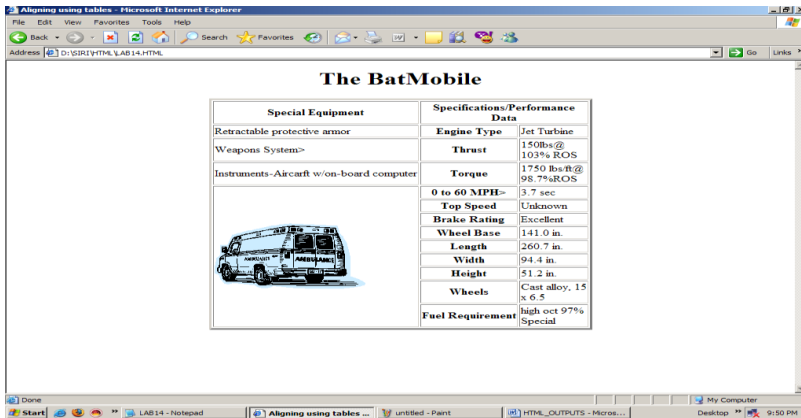 Aligning using tables - Microsoft Internet Explorer
File Edit View Favorites Tools Help
Back Search Favorites
Address D:\SIRI\HTML\LAB14.HTML Go Links
The BatMobile
Special Equipment
Specifications/Performance
Data
Retractable protective armor
Engine Type
Jet Turbine
Weapons System>
Thrust
150lbs@
103% ROS
Instruments-Aircarft w/on-board computer
Torque
1750 lbs/ft@
98.7%ROS
0 to 60 MPH>
3.7 sec
Top Speed
Unknown
Brake Rating
Excellent
Wheel Base
141.0 in.
Length
260.7 in.
Width
94.4 in.
Height
51.2 in.
Wheels
Cast alloy, 15
x 6.5
Fuel Requirement
high oct 97%
Special
AMBULANCE
AMBULANCE
Done
My Computer
Start
LAB14 - Notepad
Aligning using tables ...
untitled - Paint
HTML_OUTPUTS - Micros...
Desktop
9:50 PM